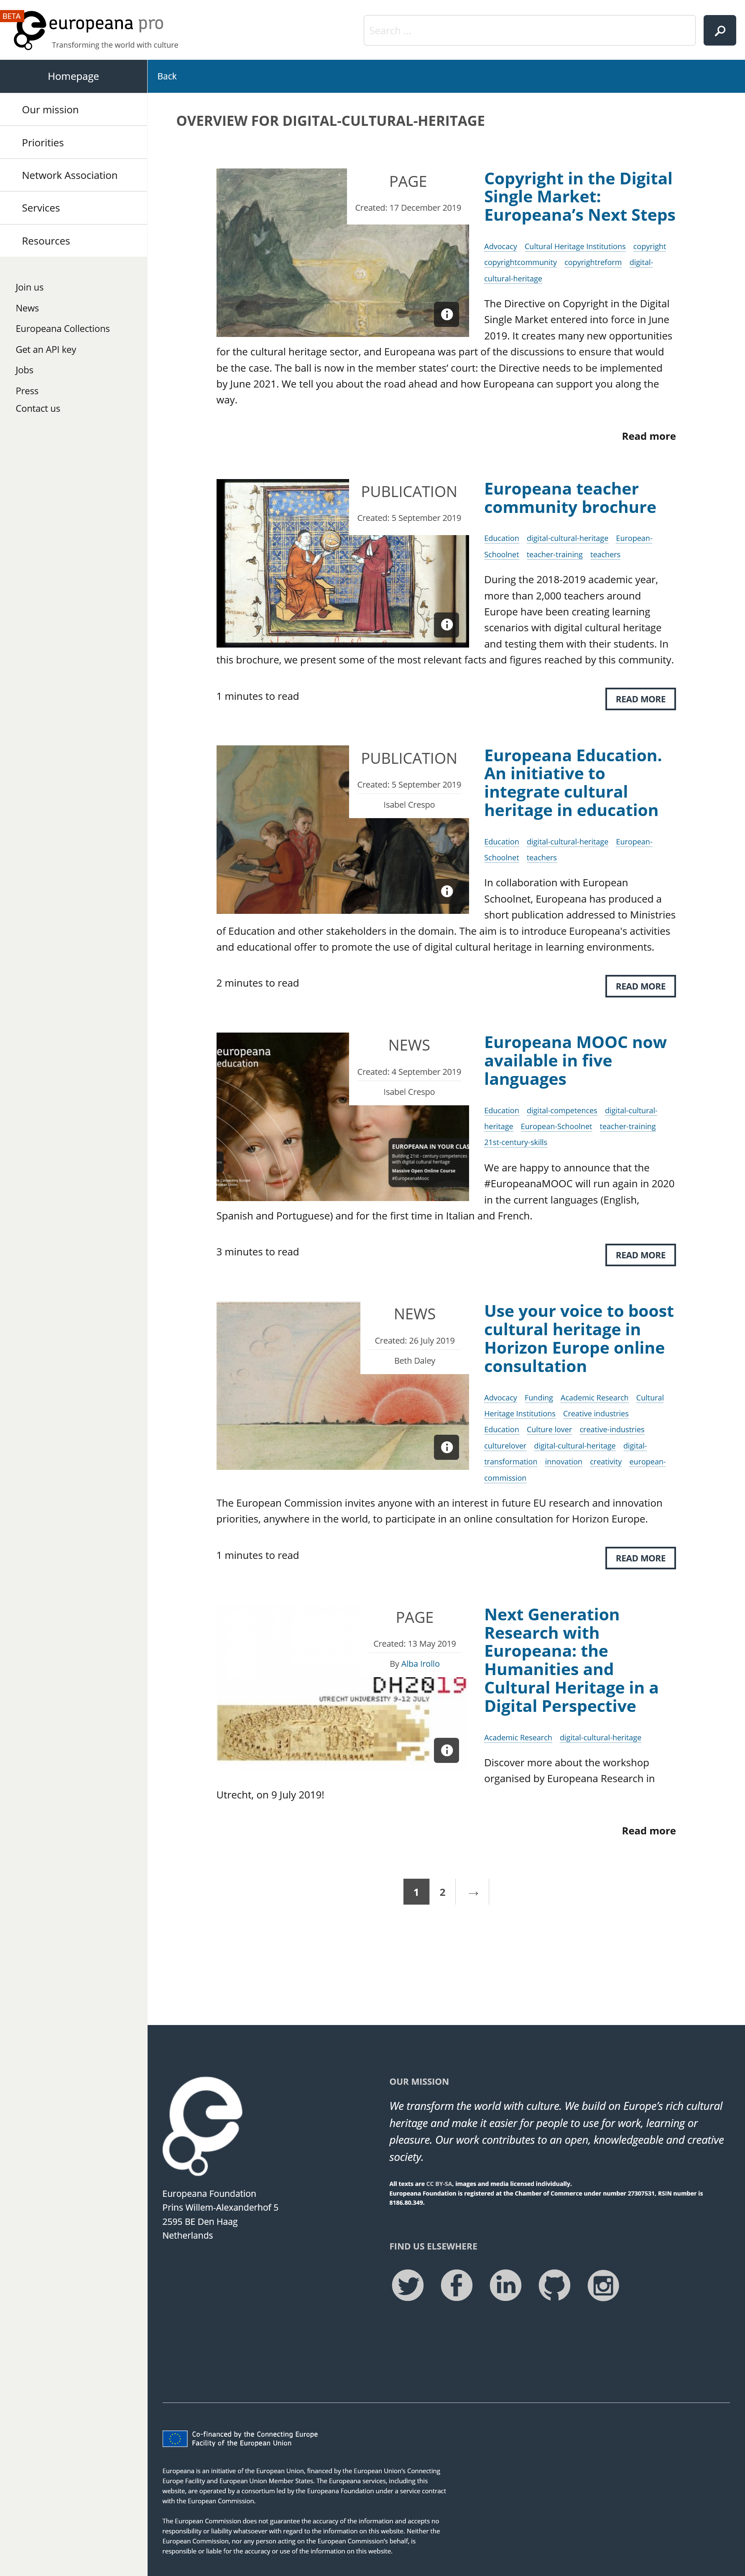 BETA
europeana pro
Transforming the world with culture
Search ...
Homepage
Back
Our mission
Priorities
Network Association
Services
Resources
Join us
News
Europeana Collections
Get an API key
Jobs
Press
Contact us
OVERVIEW FOR DIGITAL-CULTURAL-HERITAGE
PAGE
Created: 17 December 2019
Copyright in the Digital
Single Market:
Europeana’s Next Steps
Advocacy Cultural Heritage Institutions copyright
copyrightcommunity copyrightreform digital-
cultural-heritage
The Directive on Copyright in the Digital
Single Market entered into force in June
2019. It creates many new opportunities
for the cultural heritage sector, and Europeana was part of the discussions to ensure that would
be the case. The ball is now in the member states’ court: the Directive needs to be implemented
by June 2021. We tell you about the road ahead and how Europeana can support you along the
way.
Read more
PUBLICATION
Created: 5 September 2019
Europeana teacher
community brochure
Education digital-cultural-heritage European-
Schoolnet teacher-training teachers
During the 2018-2019 academic year,
more than 2,000 teachers around
Europe have been creating learning
scenarios with digital cultural heritage
and testing them with their students. In
this brochure, we present some of the most relevant facts and figures reached by this community.
1 minutes to read
READ MORE
PUBLICATION
Created: 5 September 2019
Isabel Crespo
Europeana Education.
An initiative to
integrate cultural
heritage in education
Education digital-cultural-heritage European-
Schoolnet teachers
In collaboration with European
Schoolnet, Europeana has produced a
short publication addressed to Ministries
of Education and other stakeholders in the domain. The aim is to introduce Europeana's activities
and educational offer to promote the use of digital cultural heritage in learning environments.
2 minutes to read
READ MORE
europeana
education
NEWS
Created: 4 September 2019
Isabel Crespo
EUROPEANA IN YOUR CLAS
Building 21st - century competences
with digital cultural heritage
Massive Open Online Course
#EuropeanaMooc
Europeana MOOC now
available in five
languages
Education digital-competences digital-cultural-
heritage European-Schoolnet teacher-training
21st-century-skills
We are happy to announce that the
#EuropeanaMOOC will run again in 2020
in the current languages (English,
Spanish and Portuguese) and for the first time in Italian and French.
3 minutes to read
READ MORE
NEWS
Created: 26 July 2019
Beth Daley
Use your voice to boost
cultural heritage in
Horizon Europe online
consultation
Advocacy Funding Academic Research Cultural
Heritage Institutions Creative industries
Education Culture lover creative-industries
culturelover digital-cultural-heritage digital-
transformation innovation creativity european-
commission
The European Commission invites anyone with an interest in future EU research and innovation
priorities, anywhere in the world, to participate in an online consultation for Horizon Europe.
1 minutes to read
READ MORE
PAGE
Created: 13 May 2019
By Alba Irollo
DH2019
UTRECHT UNIVERSITY 9-12 JULY
Next Generation
Research with
Europeana: the
Humanities and
Cultural Heritage in a
Digital Perspective
Academic Research digital-cultural-heritage
Discover more about the workshop
organised by Europeana Research in
Utrecht, on 9 July 2019!
Read more
1 2 →
Europeana Foundation
Prins Willem-Alexanderhof 5
2595 BE Den Haag
Netherlands
OUR MISSION
We transform the world with culture. We build on Europe’s rich cultural
heritage and make it easier for people to use for work, learning or
pleasure. Our work contributes to an open, knowledgeable and creative
society.
All texts are CC BY-SA, images and media licensed individually.
Europeana Foundation is registered at the Chamber of Commerce under number 27307531, RSIN number is
8186.80.349.
FIND US ELSEWHERE
Co-financed by the Connecting Europe
Facility of the European Union
Europeana is an initiative of the European Union, financed by the European Union’s Connecting
Europe Facility and European Union Member States. The Europeana services, including this
website, are operated by a consortium led by the Europeana Foundation under a service contract
with the European Commission.
The European Commission does not guarantee the accuracy of the information and accepts no
responsibility or liability whatsoever with regard to the information on this website. Neither the
European Commission, nor any person acting on the European Commission’s behalf, is
responsible or liable for the accuracy or use of the information on this website.